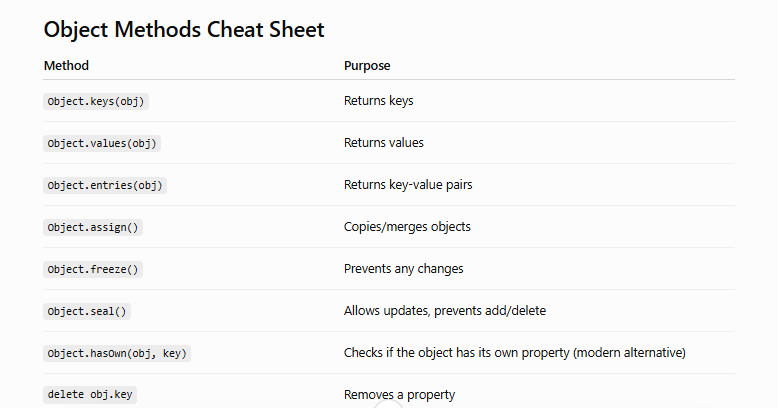 Object Methods Cheat Sheet
Method Purpose
Object.keys(obj) Returns keys
Object.values(obj) Returns values
Object.entries(obj) Returns key-value pairs
Object.assign() Copies/merges objects
Object.freeze() Prevents any changes
Object.seal() Allows updates, prevents add/delete
Object.hasOwn(obj, key) Checks if the object has its own property (modern alternative)
delete obj.key Removes a property